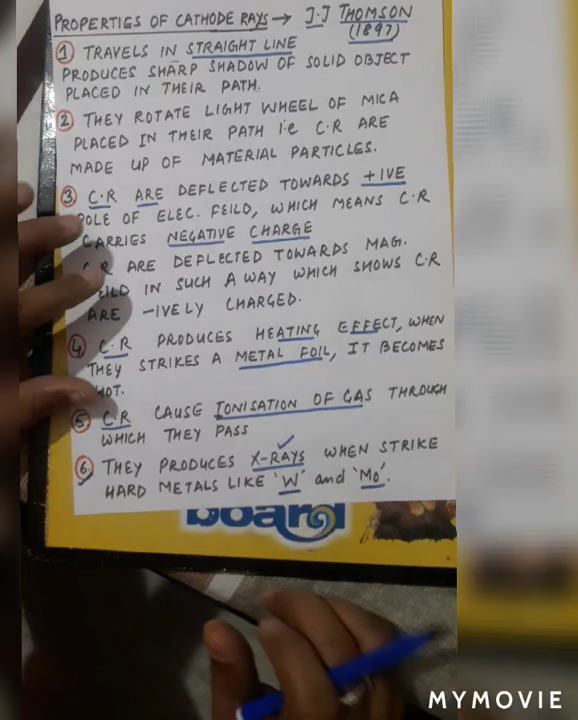 PROPERTIES OF CATHODE RAYS → J.J THOMSON
(1897)
① TRAVELS IN STRAIGHT LINE
PRODUCES SHARP SHADOW OF SOLID OBJECT
PLACED IN THEIR PATH.
② THEY ROTATE LIGHT WHEEL OF MICA
PLACED IN THEIR PATH i.e C.R ARE
MADE UP OF MATERIAL PARTICLES.
③ C.R ARE DEFLECTED TOWARDS +IVE
POLE OF ELEC. FEILD, WHICH MEANS C.R
CARRIES NEGATIVE CHARGE
C.R ARE DEFLECTED TOWARDS MAG.
FEILD IN SUCH A WAY WHICH SHOWS C.R
ARE -IVELY CHARGED.
④ C.R PRODUCES HEATING EFFECT, WHEN
THEY STRIKES A METAL FOIL, IT BECOMES
HOT.
⑤ C.R CAUSE IONISATION OF GAS THROUGH
WHICH THEY PASS
⑥ THEY PRODUCES X-RAYS WHEN STRIKE
HARD METALS LIKE 'W' and 'Mo'.
board
MYMOVIE